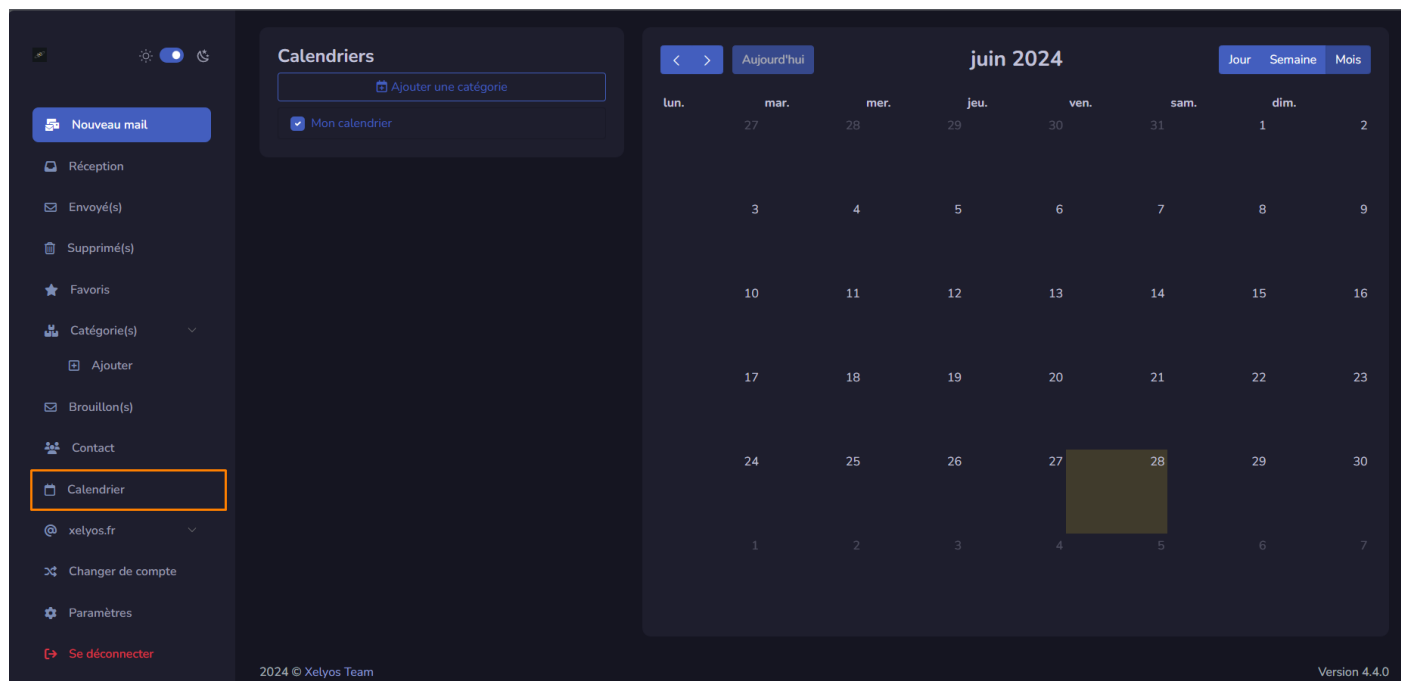 Nouveau mail
Réception
Envoyé(s)
Supprimé(s)
Favoris
Catégorie(s)
Ajouter
Brouillon(s)
Contact
Calendrier
@ xelyos.fr
Changer de compte
Paramètres
Se déconnecter
Calendriers
Ajouter une catégorie
Mon calendrier
< > Aujourd'hui juin 2024 Jour Semaine Mois
lun. mar. mer. jeu. ven. sam. dim.
27 28 29 30 31 1 2
3 4 5 6 7 8 9
10 11 12 13 14 15 16
17 18 19 20 21 22 23
24 25 26 27 28 29 30
1 2 3 4 5 6 7
2024 © Xelyos Team Version 4.4.0